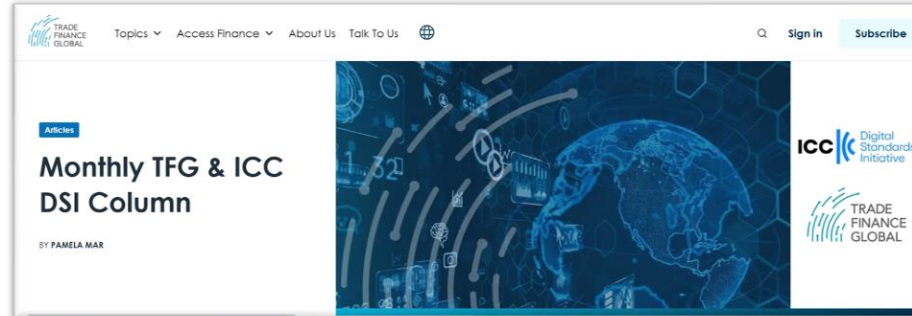 TRADE
FINANCE
GLOBAL
Topics Access Finance About Us Talk To Us
Sign in Subscribe
Articles
Monthly TFG & ICC
DSI Column
BY PAMELA MAR
ICC Digital
Standards
Initiative
TRADE
FINANCE
GLOBAL